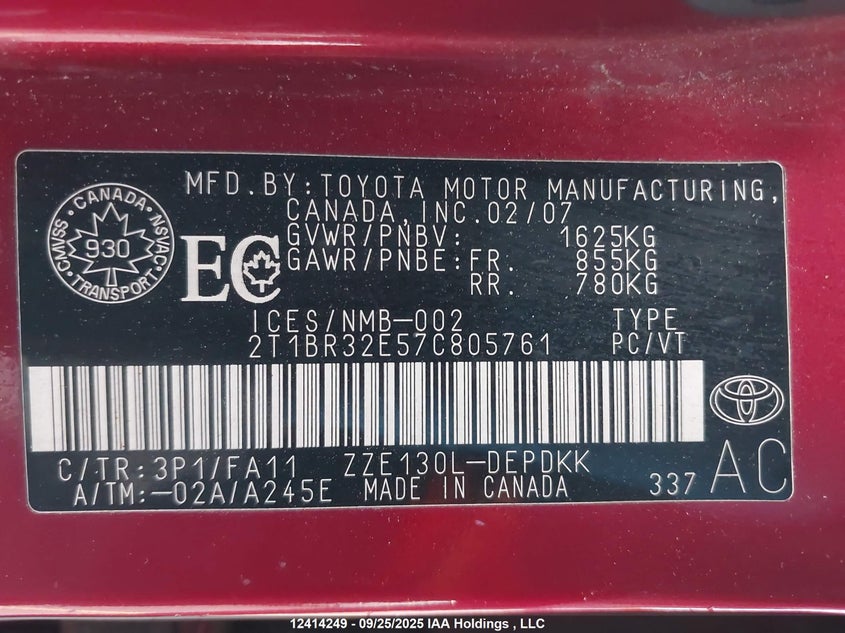 MFD.BY:TOYOTA MOTOR MANUFACTURING,
CANADA, INC.02/07
GVWR/PNBV: 1625KG
GAWR/PNBE: FR. 855KG
RR. 780KG
CANADA
CMVSS 930 NSVAC
TRANSPORT
EC
ICES/NMB-002 TYPE
2T1BR32E57C805761 PC/VT
C/TR:3P1/FA11 ZZE130L-DEPDKK
A/TM:-02A/A245E MADE IN CANADA 337 AC
12414249 - 09/25/2025 IAA Holdings , LLC